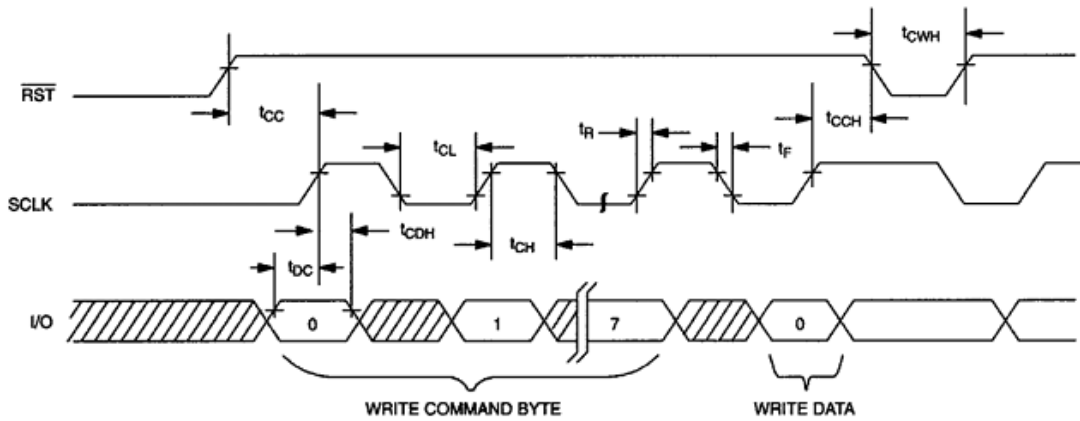 tCWH
RST
tCC
tCCH
tCL
tR
tF
SCLK
tCDH
tCH
tDC
I/O
0
1
7
0
WRITE COMMAND BYTE
WRITE DATA